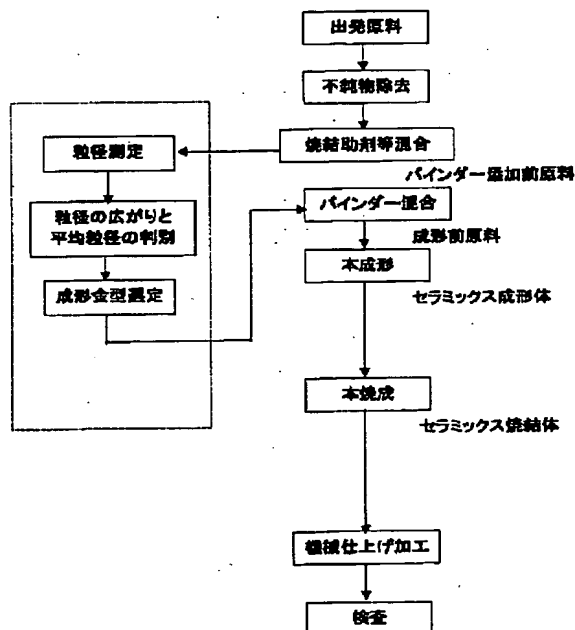 出発原料
不純物除去
焼結助剤等混合
粒径測定
バインダー添加前原料
バインダー混合
粒径の広がりと
平均粒径の判別
成形前原料
本成形
成形金型選定
セラミックス成形体
本焼成
セラミックス焼結体
機械仕上げ加工
検査